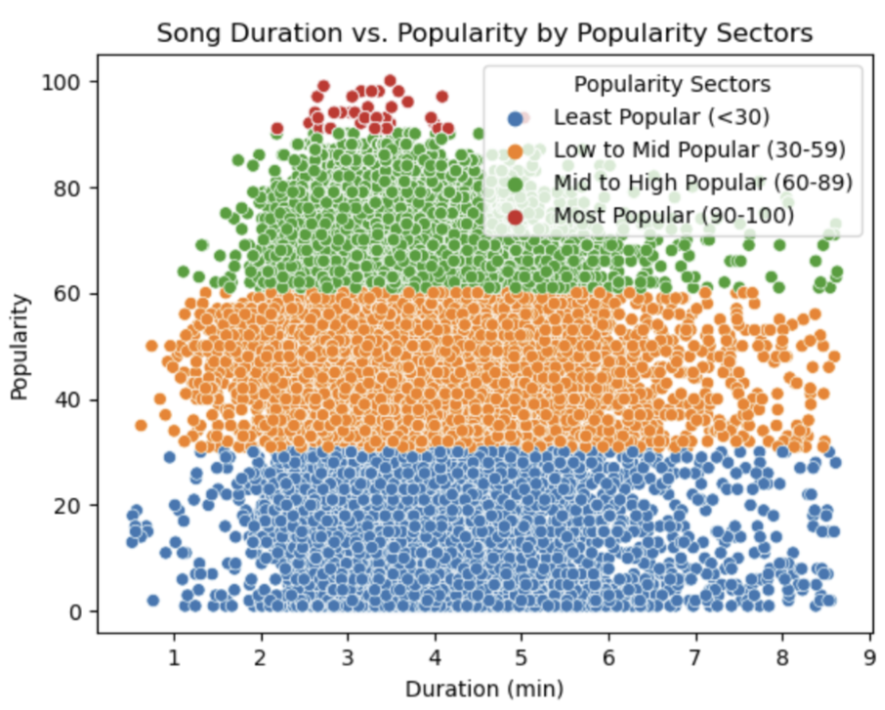 Song Duration vs. Popularity by Popularity Sectors
Popularity Sectors
Least Popular (<30)
Low to Mid Popular (30-59)
Mid to High Popular (60-89)
Most Popular (90-100)
100
80
60
40
20
0
Popularity
1 2 3 4 5 6 7 8 9
Duration (min)